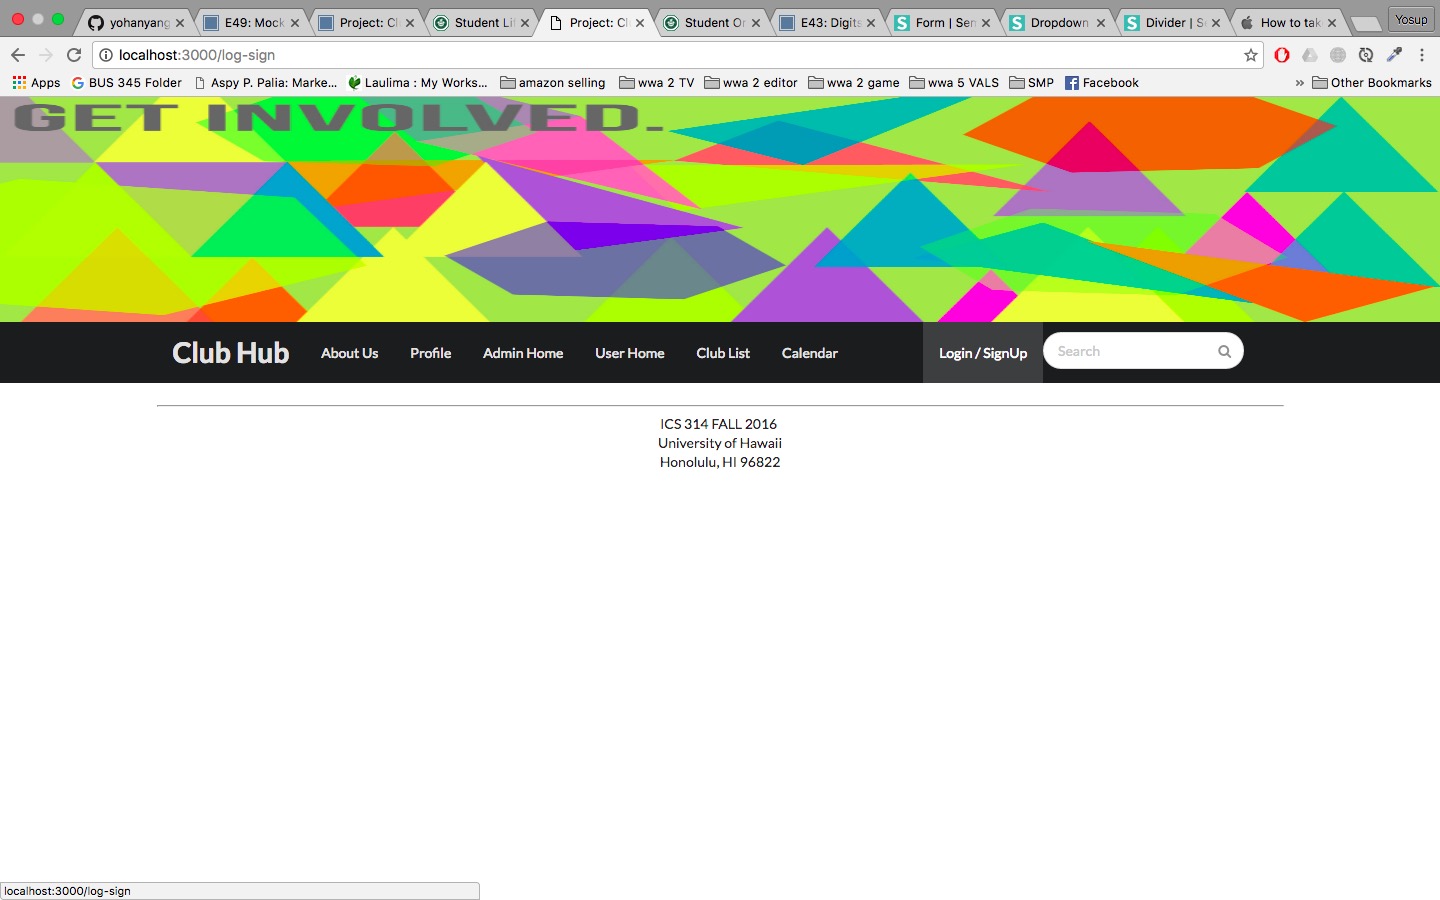 yohanyang
E49: Mock
Project: Cl
Student Li
Project: Cl
Student Or
E43: Digits
Form | Sem
Dropdown
Divider | S
How to tak
Yosup
localhost:3000/log-sign
Apps
BUS 345 Folder
Aspy P. Palia: Marke...
Laulima : My Works...
amazon selling
wwa 2 TV
wwa 2 editor
wwa 2 game
wwa 5 VALS
SMP
Facebook
» Other Bookmarks
GET INVOLVED.
Club Hub
About Us
Profile
Admin Home
User Home
Club List
Calendar
Login / SignUp
Search
ICS 314 FALL 2016
University of Hawaii
Honolulu, HI 96822
localhost:3000/log-sign